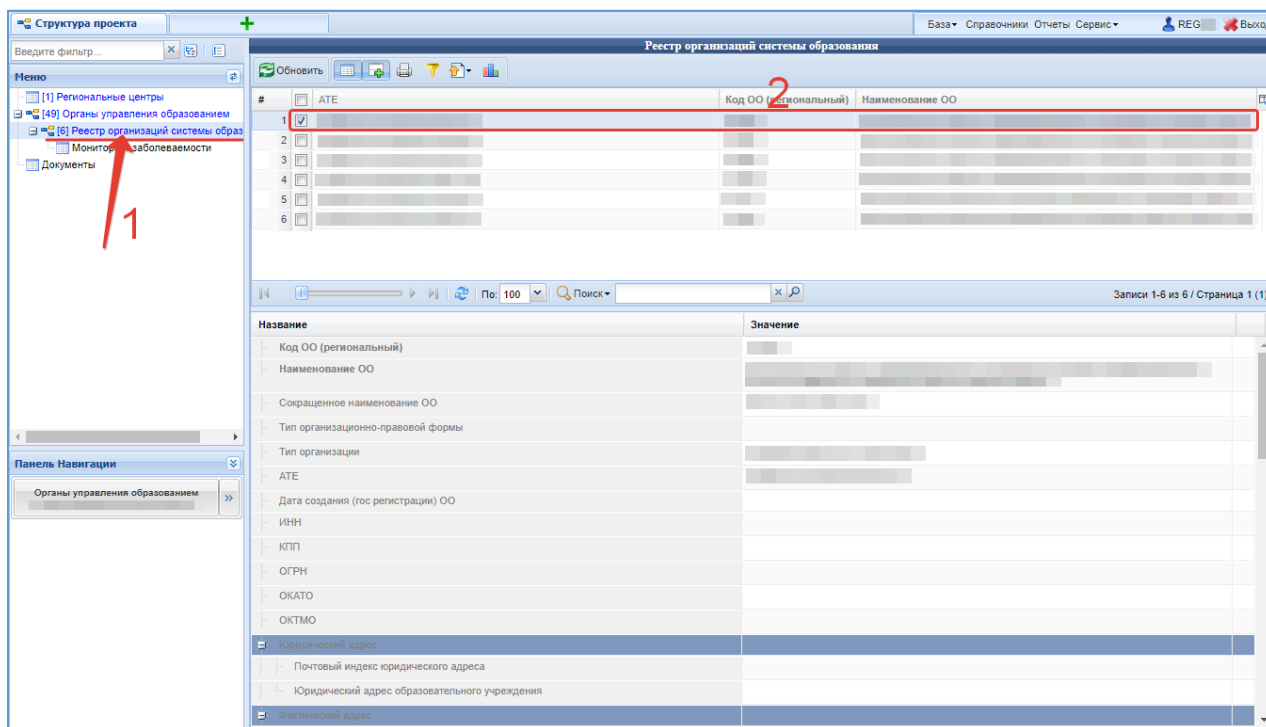 Структура проекта
База Справочники Отчеты Сервис REG Выход
Введите фильтр...
Реестр организаций системы образования
Меню
Обновить
[1] Региональные центры
[49] Органы управления образованием
[6] Реестр организаций системы образ
Мониторинг заболеваемости
Документы
1
# АТЕ Код ОО (региональный) Наименование ОО
2
1
2
3
4
5
6
По: 100 Поиск Записи 1-6 из 6 / Страница 1 (1)
Название Значение
Код ОО (региональный)
Наименование ОО
Сокращенное наименование ОО
Тип организационно-правовой формы
Тип организации
АТЕ
Дата создания (гос регистрации) ОО
ИНН
КПП
ОГРН
ОКАТО
ОКТМО
Юридический адрес
Почтовый индекс юридического адреса
Юридический адрес образовательного учреждения
Фактический адрес
Панель Навигации
Органы управления образованием